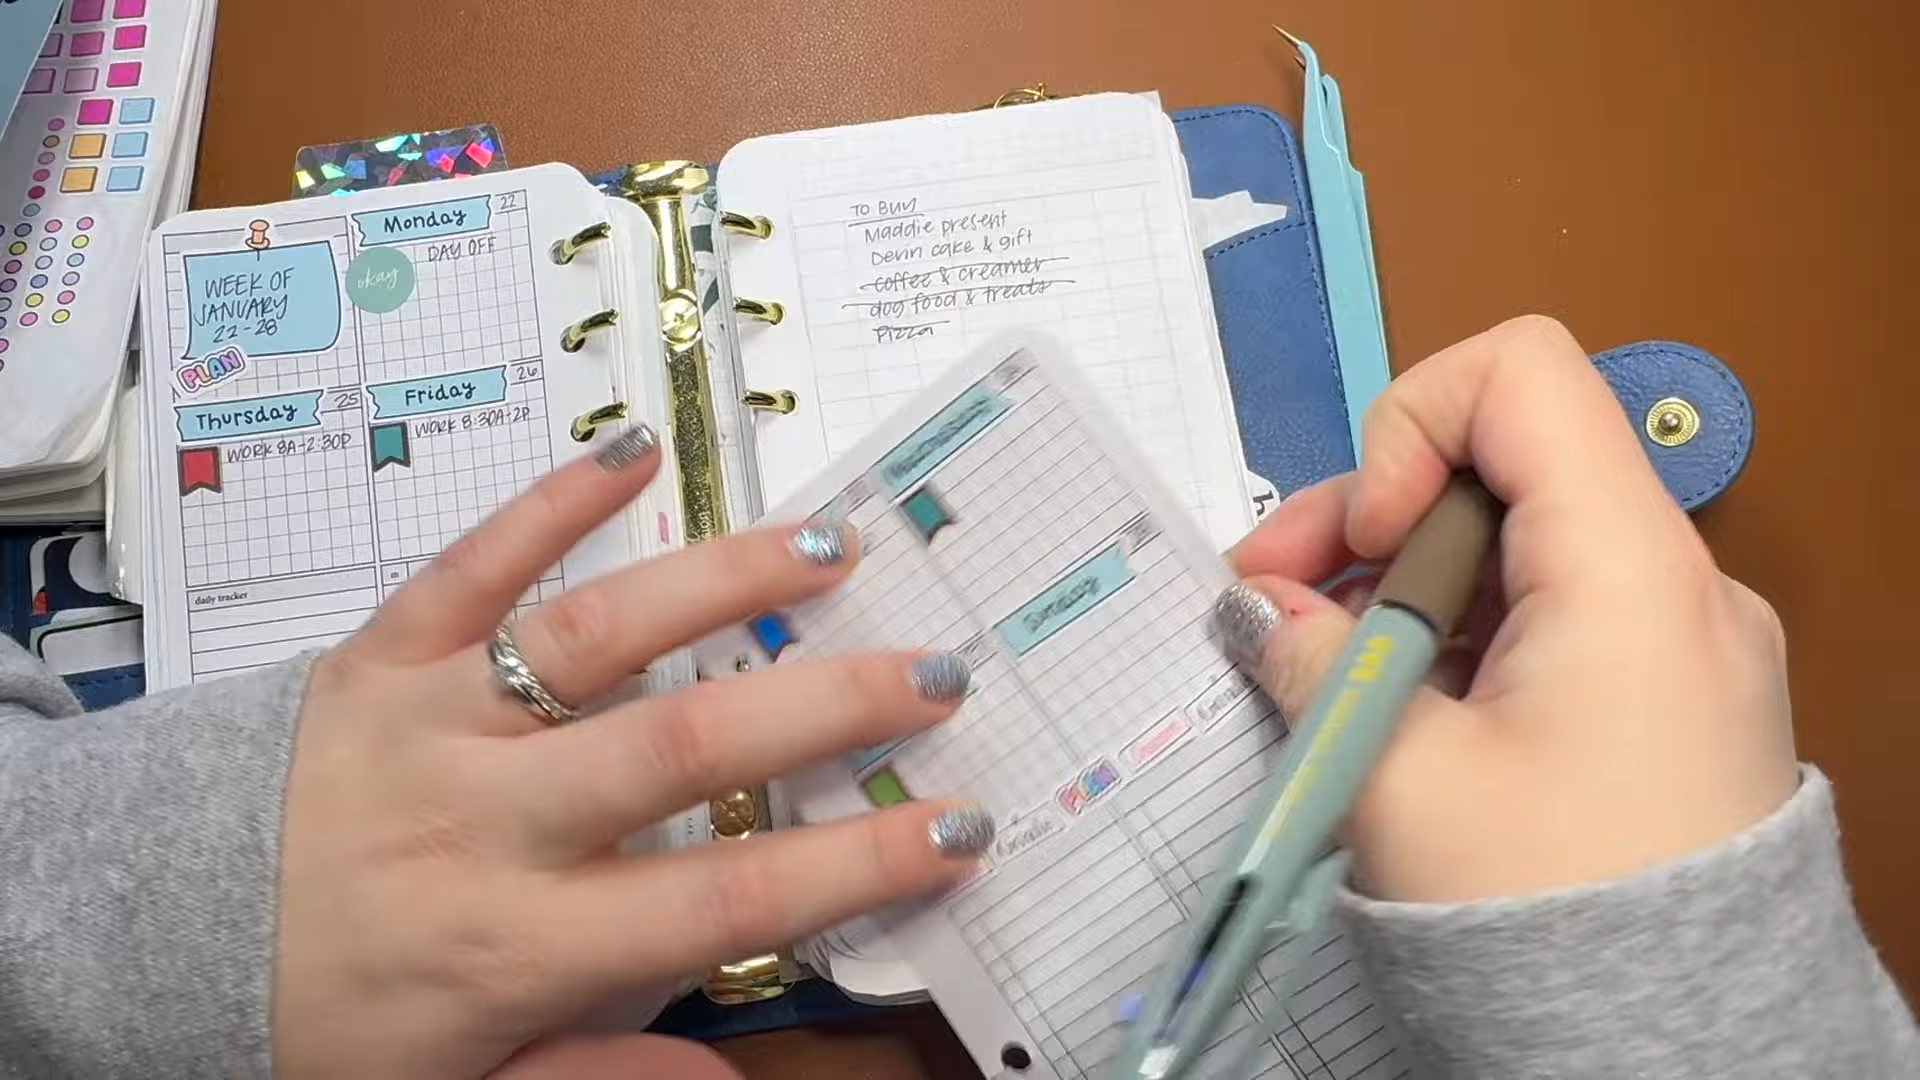 WEEK OF
JANUARY
22-28
PLAN
Monday
22
okay
DAY OFF
Thursday
25
WORK 8A-2:30P
Friday
26
WORK 8:30A-2P
daily tracker
m
TO BUY
Maddie present
Devin cake & gift
coffee & creamer
dog food & treats
pizza
PLAN